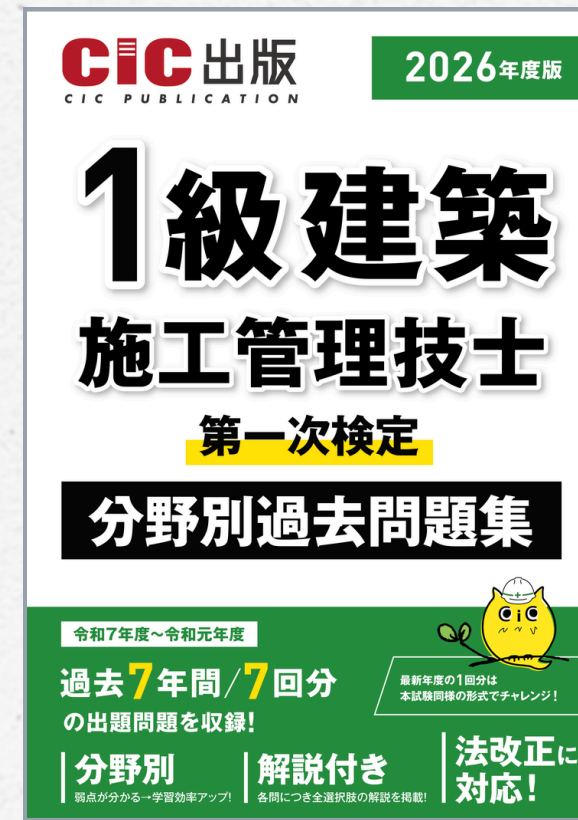 CIC出版
CIC PUBLICATION
2026年度版
1級建築
施工管理技士
第一次検定
分野別過去問題集
令和7年度～令和元年度
過去7年間/7回分
の出題問題を収録!
CiC
最新年度の1回分は
本試験同様の形式でチャレンジ!
分野別
弱点が分かる→学習効率アップ!
解説付き
各問につき全選択肢の解説を掲載!
法改正に
対応!